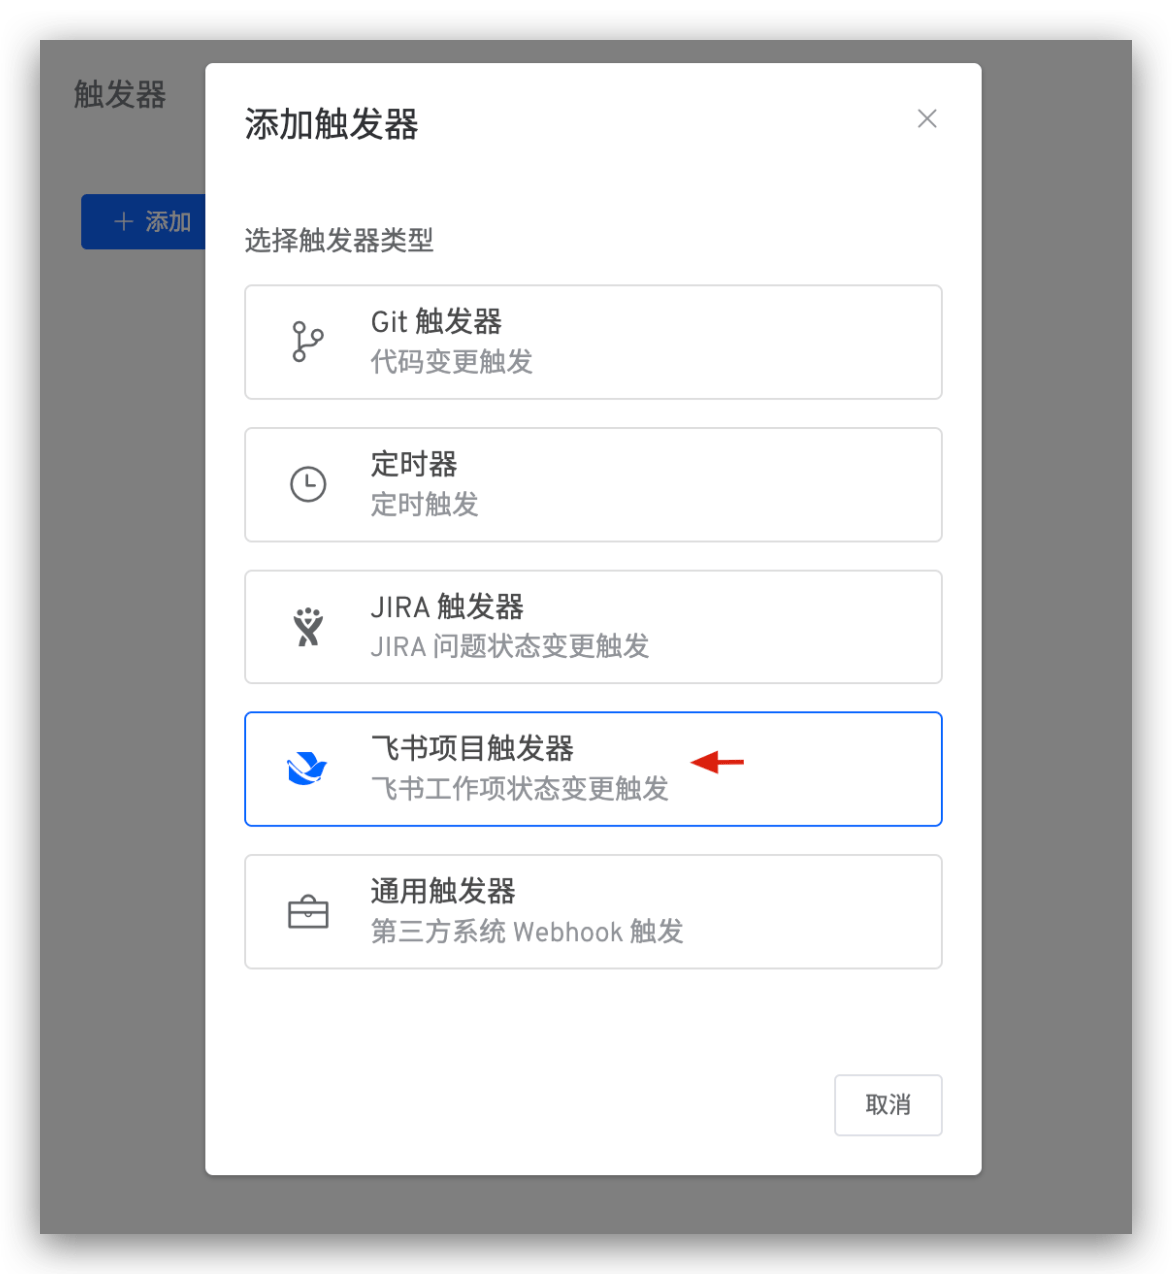 触发器
添加触发器
+ 添加
选择触发器类型
Git 触发器
代码变更触发
定时器
定时触发
JIRA 触发器
JIRA 问题状态变更触发
飞书项目触发器
飞书工作项状态变更触发
通用触发器
第三方系统 Webhook 触发
取消